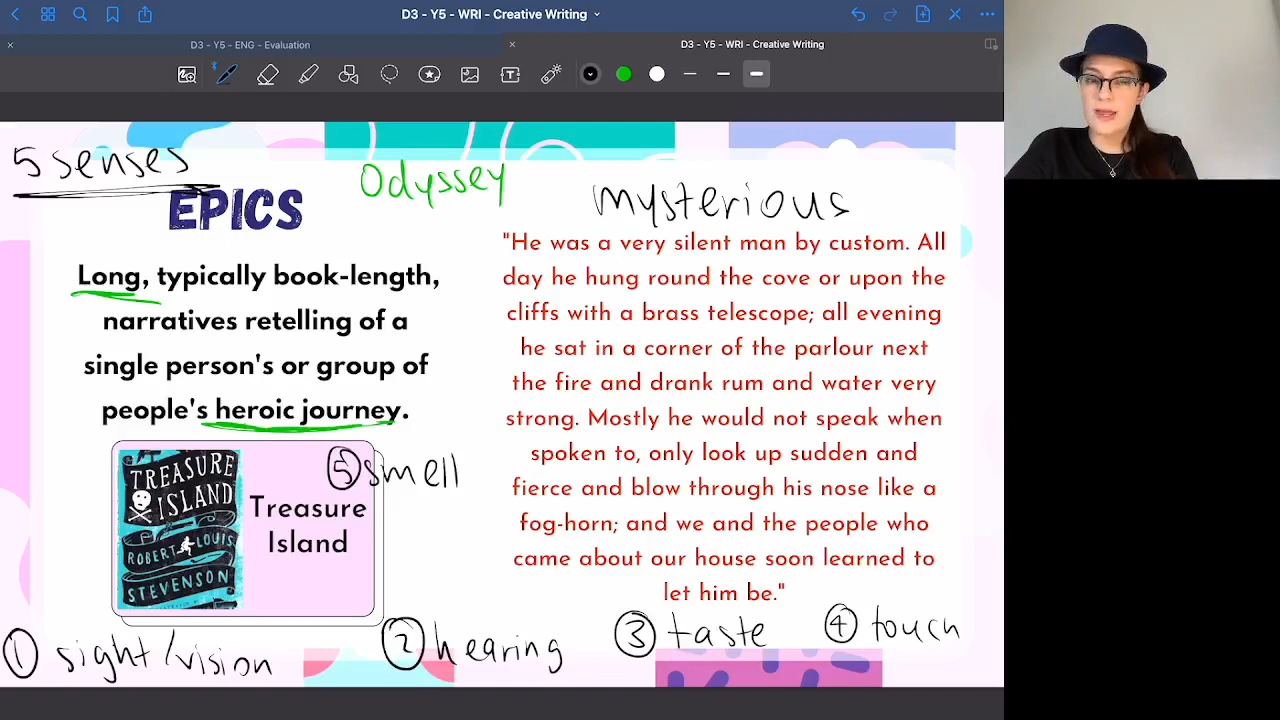 D3 - Y5 - WRI - Creative Writing
D3 - Y5 - ENG - Evaluation
D3 - Y5 - WRI - Creative Writing
5 senses
EPICS
Odyssey
mysterious
Long, typically book-length,
narratives retelling of a
single person's or group of
people's heroic journey.
TREASURE
ISLAND
ROBERT LOUIS
STEVENSON
Treasure
Island
⑤ smell
"He was a very silent man by custom. All
day he hung round the cove or upon the
cliffs with a brass telescope; all evening
he sat in a corner of the parlour next
the fire and drank rum and water very
strong. Mostly he would not speak when
spoken to, only look up sudden and
fierce and blow through his nose like a
fog-horn; and we and the people who
came about our house soon learned to
let him be."
① sight/vision
② hearing
③ taste
④ touch